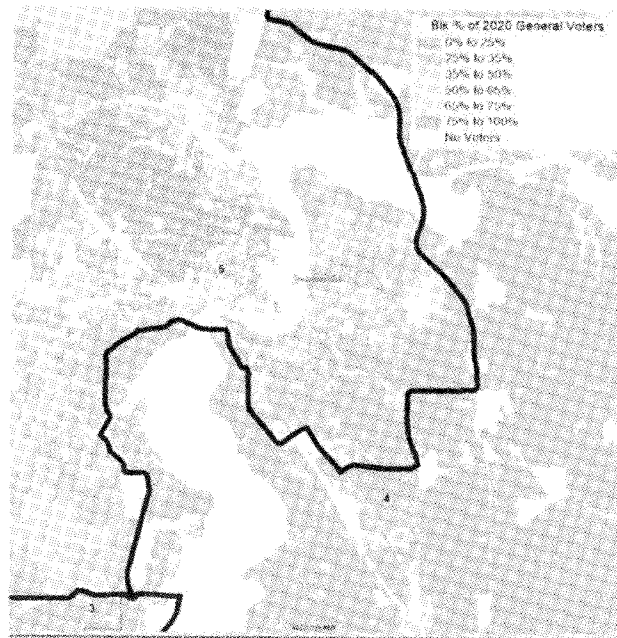 Blk % of 2020 General Voters
0% to 25%
25% to 35%
35% to 50%
50% to 65%
65% to 75%
75% to 100%
No Voters
5
4
3